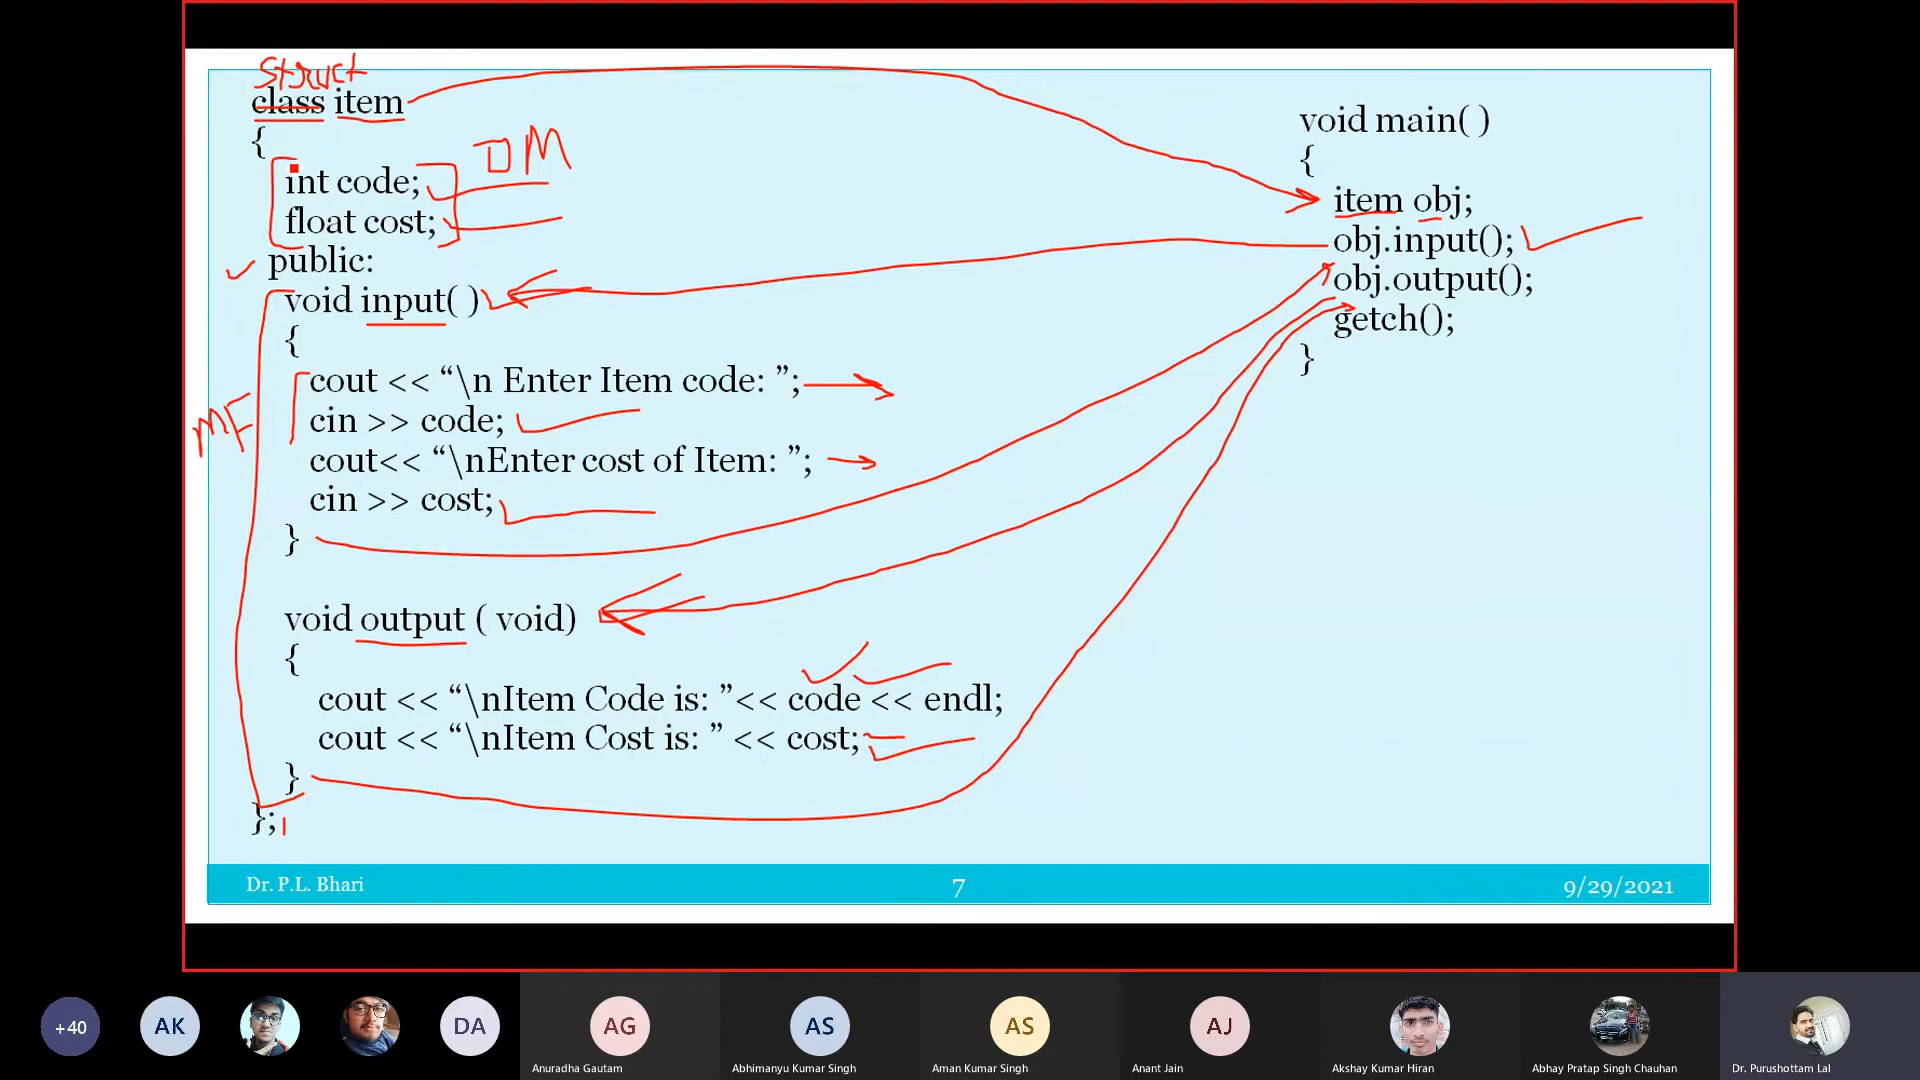 struct
class item
{
DM
int code;
float cost;
public:
void input( )
{
cout << “\n Enter Item code: ”;
cin >> code;
MF
cout<< “\nEnter cost of Item: ”;
cin >> cost;
}
void output ( void)
{
cout << “\nItem Code is: ”<< code << endl;
cout << “\nItem Cost is: ” << cost;
}
};
void main( )
{
item obj;
obj.input();
obj.output();
getch();
}
Dr. P.L. Bhari
7
9/29/2021
+40
AK
DA
AG
AS
AS
AJ
Anuradha Gautam
Abhimanyu Kumar Singh
Aman Kumar Singh
Anant Jain
Akshay Kumar Hiran
Abhay Pratap Singh Chauhan
Dr. Purushottam Lal